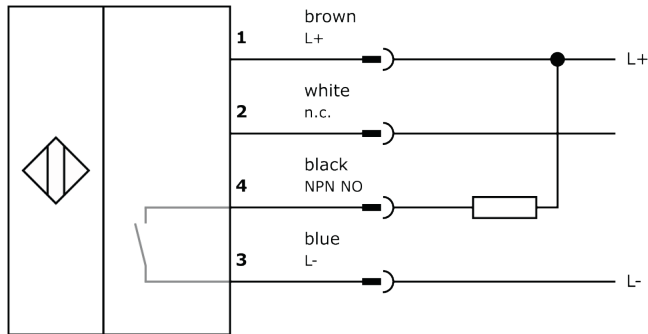 brown
1 L+
L+
white
2 n.c.
black
4 NPN NO
blue
3 L-
L-